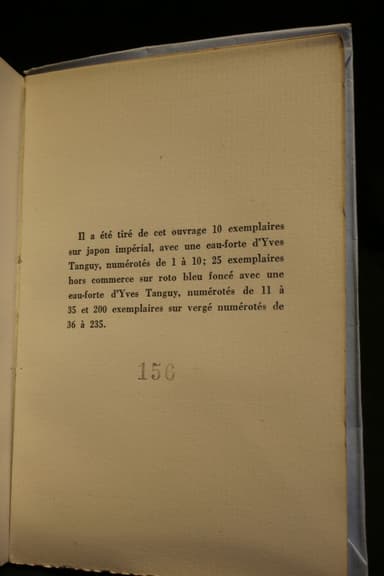 Il a été tiré de cet ouvrage 10 exemplaires
sur japon impérial, avec une eau-forte d'Yves
Tanguy, numérotés de 1 à 10; 25 exemplaires
hors commerce sur roto bleu foncé avec une
eau-forte d'Yves Tanguy, numérotés de 11 à
35 et 200 exemplaires sur vergé numérotés de
36 à 235.
156